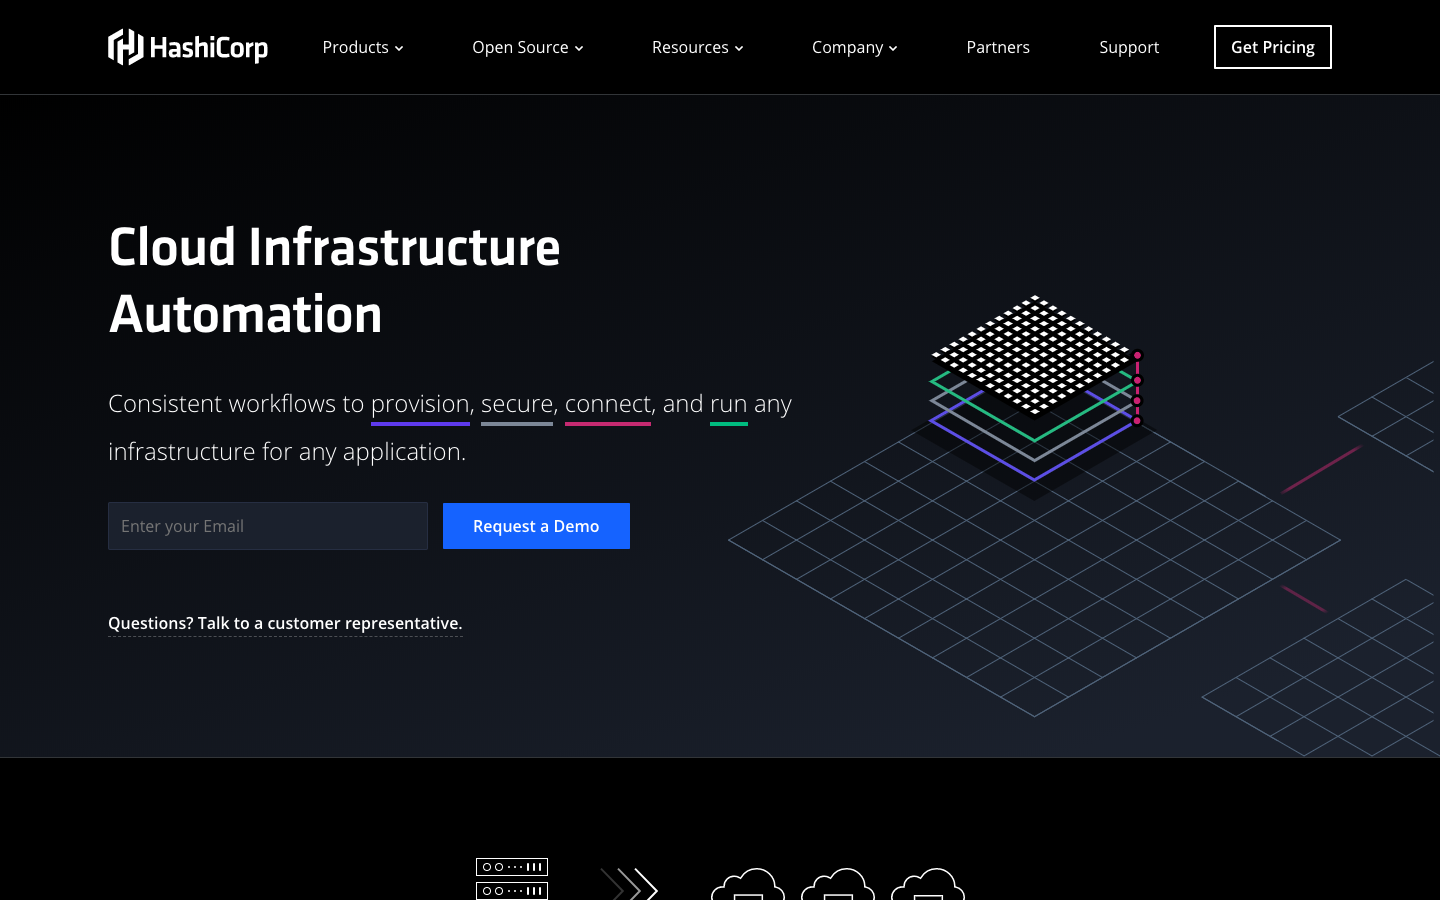 HashiCorp
Products
Open Source
Resources
Company
Partners
Support
Get Pricing
Cloud Infrastructure
Automation
Consistent workflows to provision, secure, connect, and run any
infrastructure for any application.
Enter your Email
Request a Demo
Questions? Talk to a customer representative.